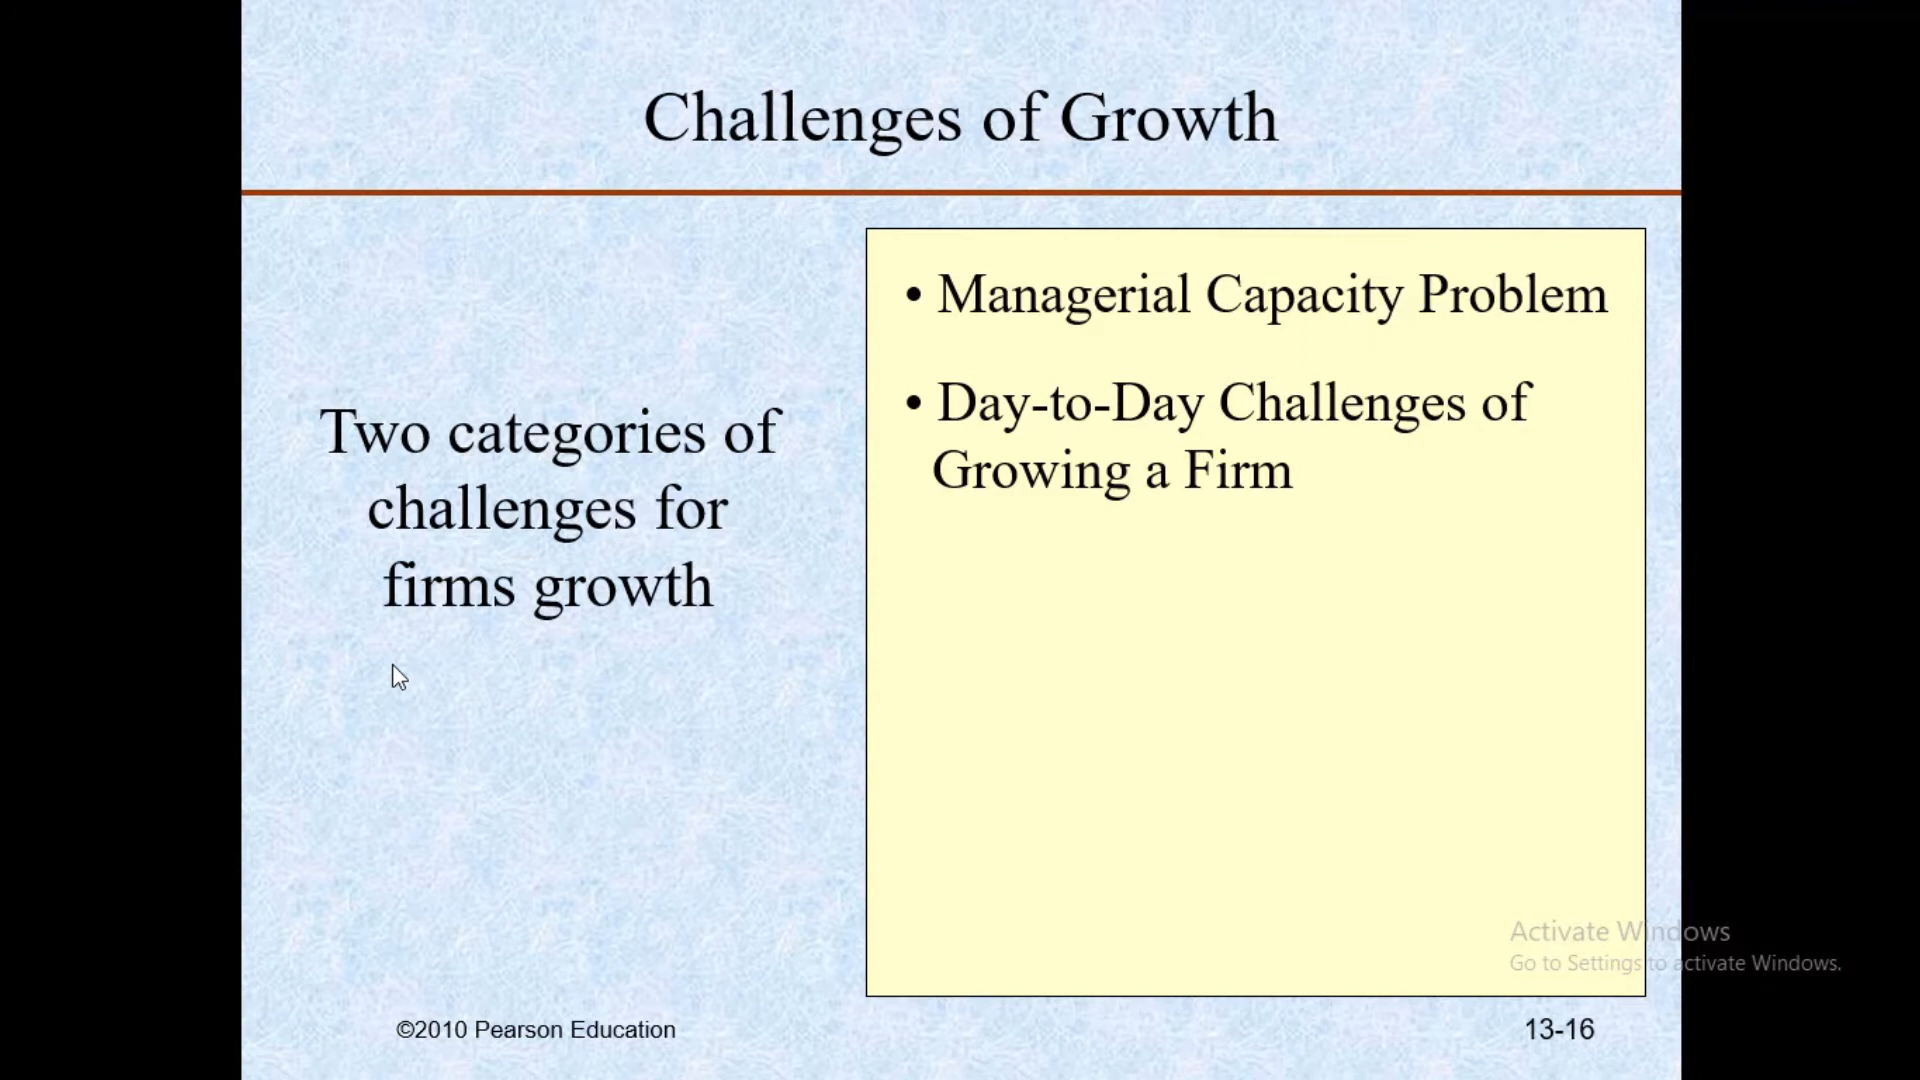 Challenges of Growth
Two categories of
challenges for
firms growth
• Managerial Capacity Problem
• Day-to-Day Challenges of
Growing a Firm
Activate Windows
Go to Settings to activate Windows.
©2010 Pearson Education
13-16